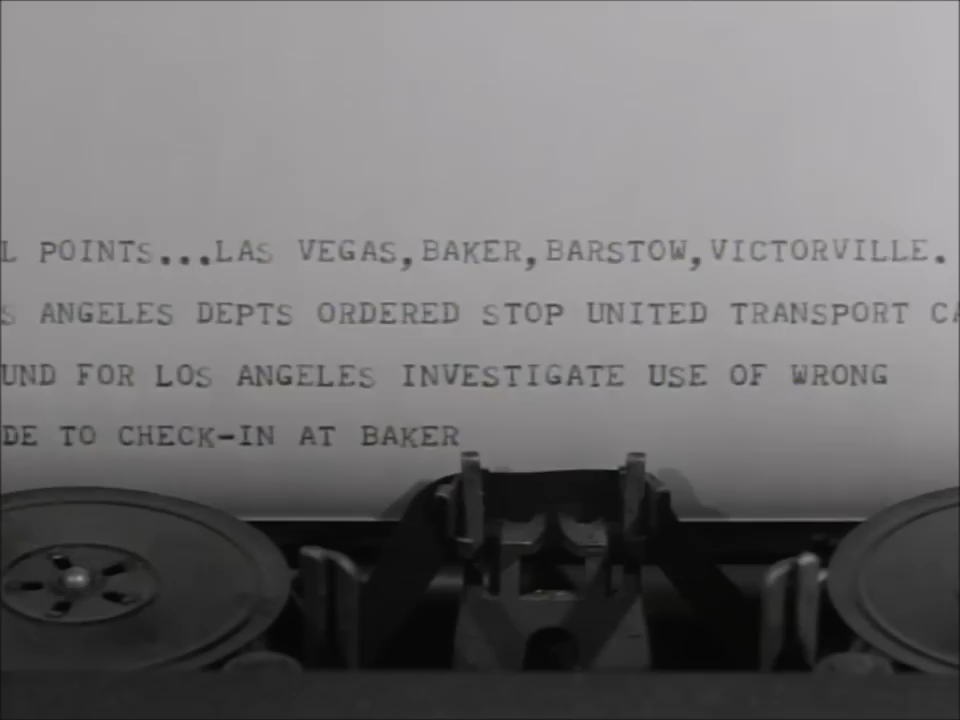 L POINTS...LAS VEGAS,BAKER,BARSTOW,VICTORVILLE.
S ANGELES DEPTS ORDERED STOP UNITED TRANSPORT CA
UND FOR LOS ANGELES INVESTIGATE USE OF WRONG
DE TO CHECK-IN AT BAKER